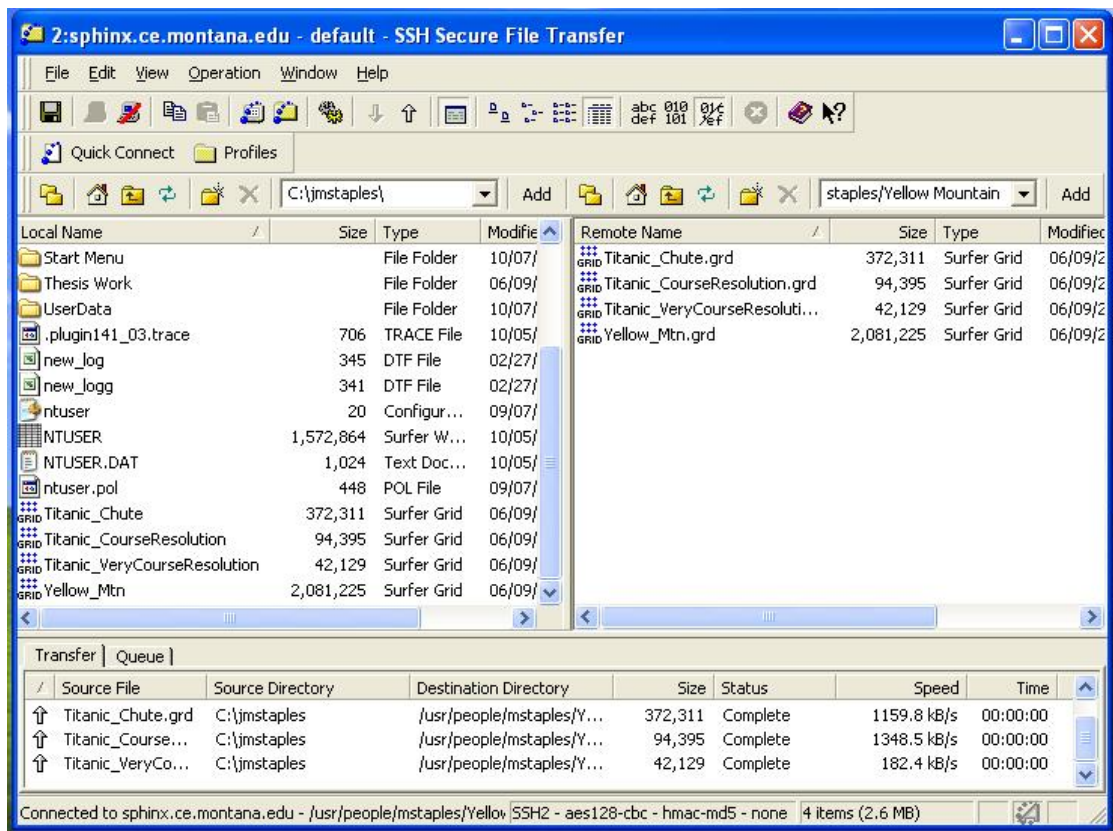 2:sphinx.ce.montana.edu - default - SSH Secure File Transfer
File Edit View Operation Window Help
abc def 010 101
Quick Connect Profiles
C:\jmstaples\ Add staples/Yellow Mountain Add
Local Name Size Type Modifie Remote Name Size Type Modified
Start Menu File Folder 10/07/ GRID Titanic_Chute.grd 372,311 Surfer Grid 06/09/2
Thesis Work File Folder 06/09/ GRID Titanic_CourseResolution.grd 94,395 Surfer Grid 06/09/2
UserData File Folder 10/07/ GRID Titanic_VeryCourseResoluti... 42,129 Surfer Grid 06/09/2
.plugin141_03.trace 706 TRACE File 10/05/ GRID Yellow_Mtn.grd 2,081,225 Surfer Grid 06/09/2
new_log 345 DTF File 02/27/
new_logg 341 DTF File 02/27/
ntuser 20 Configur... 09/07/
NTUSER 1,572,864 Surfer W... 10/05/
NTUSER.DAT 1,024 Text Doc... 10/05/
ntuser.pol 448 POL File 09/07/
GRID Titanic_Chute 372,311 Surfer Grid 06/09/
GRID Titanic_CourseResolution 94,395 Surfer Grid 06/09/
GRID Titanic_VeryCourseResolution 42,129 Surfer Grid 06/09/
GRID Yellow_Mtn 2,081,225 Surfer Grid 06/09/
Transfer Queue
Source File Source Directory Destination Directory Size Status Speed Time
Titanic_Chute.grd C:\jmstaples /usr/people/mstaples/Y... 372,311 Complete 1159.8 kB/s 00:00:00
Titanic_Course... C:\jmstaples /usr/people/mstaples/Y... 94,395 Complete 1348.5 kB/s 00:00:00
Titanic_VeryCo... C:\jmstaples /usr/people/mstaples/Y... 42,129 Complete 182.4 kB/s 00:00:00
Connected to sphinx.ce.montana.edu - /usr/people/mstaples/Yellov SSH2 - aes128-cbc - hmac-md5 - none 4 items (2.6 MB)